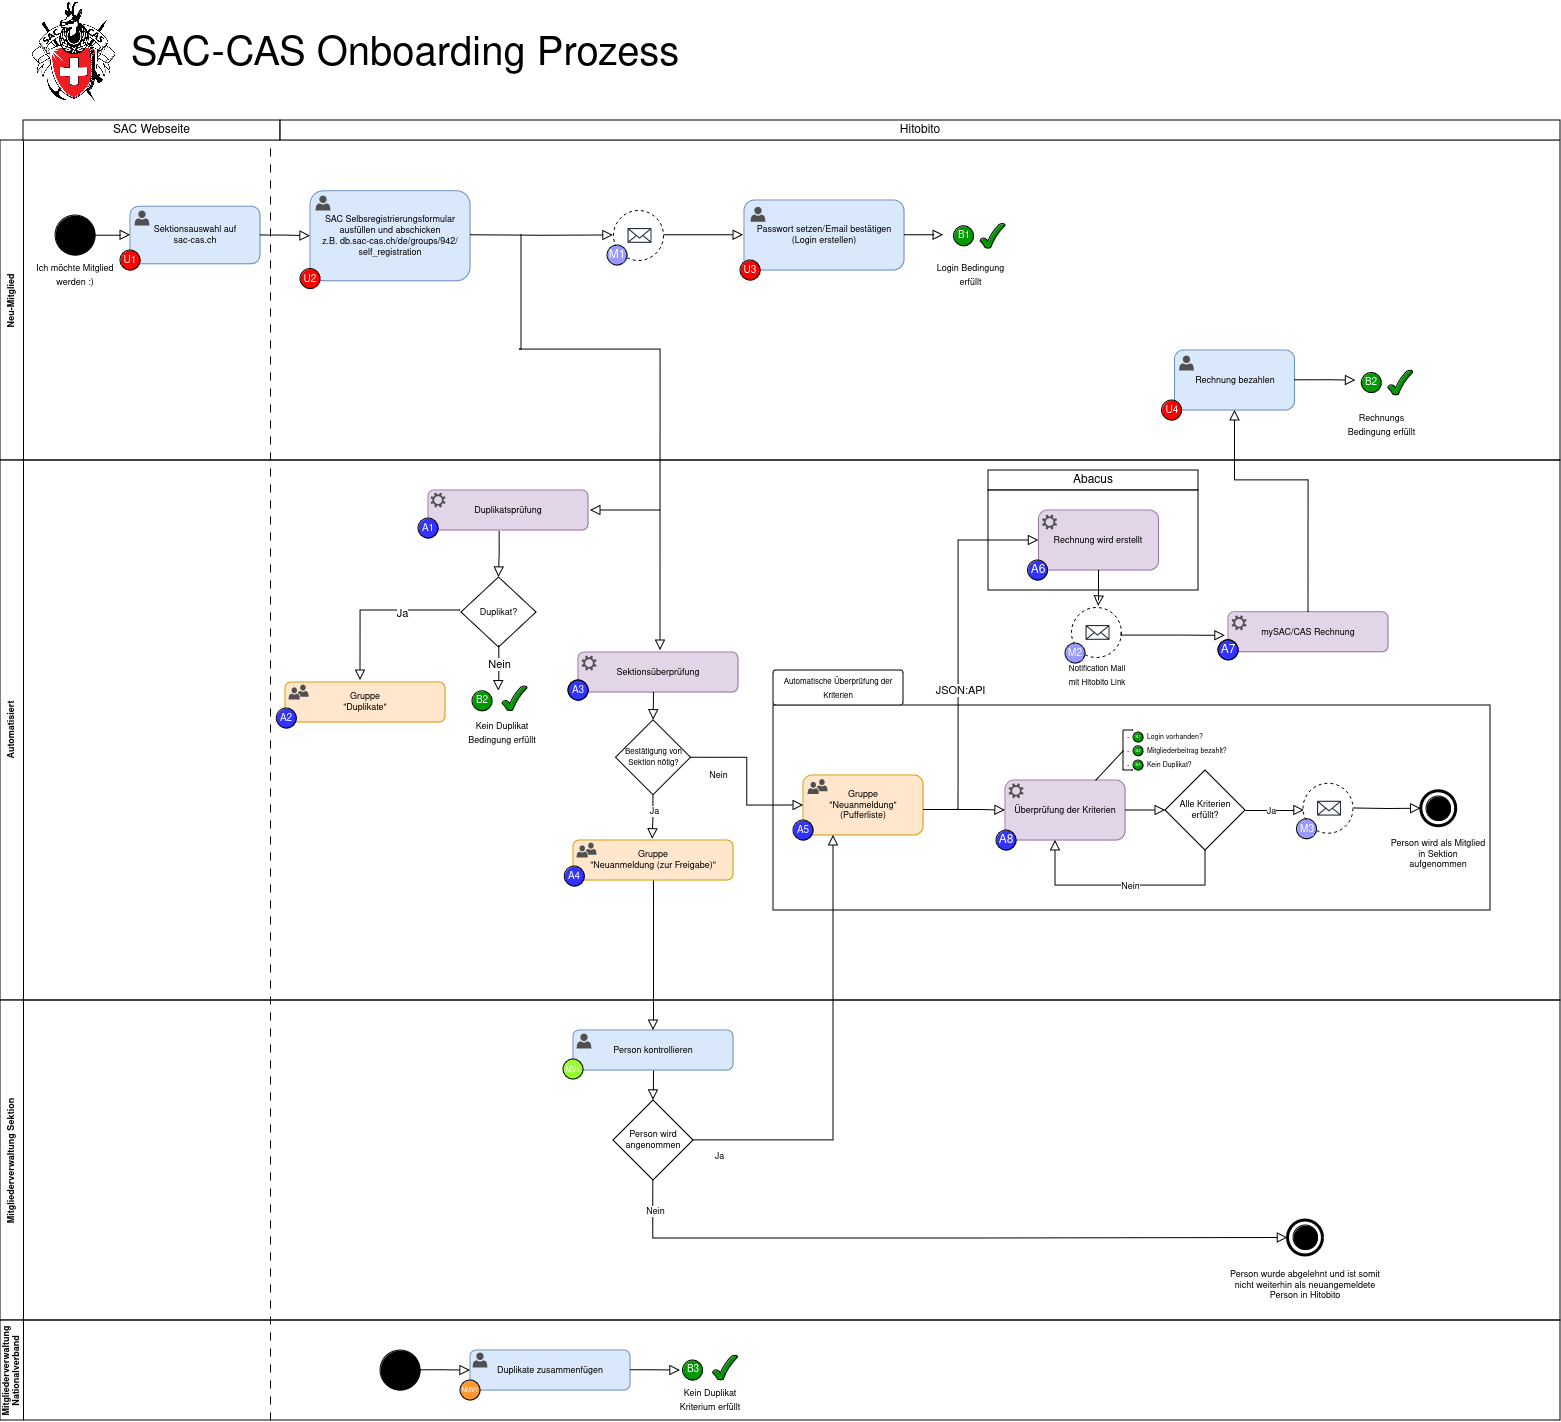 SAC-CAS Onboarding Prozess
SAC Webseite
Hitobito
Neu-Mitglied
Ich möchte Mitglied
werden :)
Sektionsauswahl auf
sac-cas.ch
U1
SAC Selbsregistrierungsformular
ausfüllen und abschicken
z.B. db.sac-cas.ch/de/groups/942/
self_registration
U2
M1
Passwort setzen/Email bestätigen
(Login erstellen)
U3
B1
Login Bedingung
erfüllt
Rechnung bezahlen
U4
B2
Rechnungs
Bedingung erfüllt
Automatisiert
Duplikatsprüfung
A1
Duplikat?
Ja
Nein
Gruppe
"Duplikate"
A2
B2
Kein Duplikat
Bedingung erfüllt
Sektionsüberprüfung
A3
Bestätigung von
Sektion nötig?
Nein
Ja
Gruppe
"Neuanmeldung (zur Freigabe)"
A4
Abacus
Rechnung wird erstellt
A6
M2
Notification Mail
mit Hitobito Link
mySAC/CAS Rechnung
A7
JSON:API
Automatische Überprüfung der
Kriterien
Gruppe
"Neuanmeldung"
(Pufferliste)
A5
- B1 Login vorhanden?
- B2 Mitgliederbeitrag bezahlt?
- B3 Kein Duplikat?
Überprüfung der Kriterien
A8
Alle Kriterien
erfüllt?
Ja
Nein
M3
Person wird als Mitglied
in Sektion
aufgenommen
Mitgliederverwaltung Sektion
Person kontrollieren
MV1
Person wird
angenommen
Ja
Nein
Person wurde abgelehnt und ist somit
nicht weiterhin als neuangemeldete
Person in Hitobito
Mitgliederverwaltung
Nationalverband
Duplikate zusammenfügen
B3
Kein Duplikat
Kriterium erfüllt